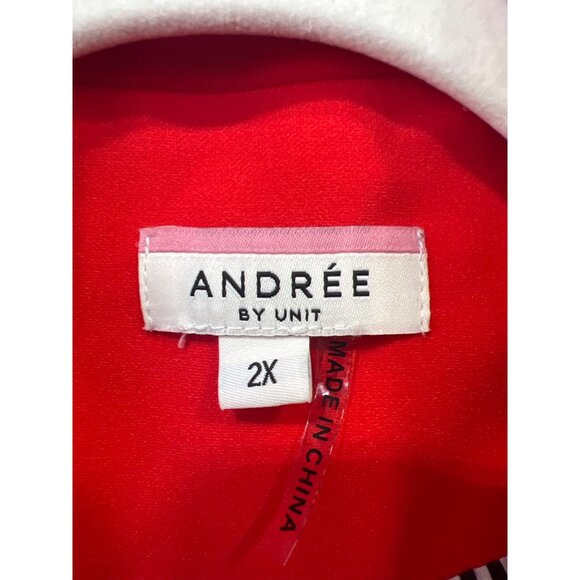 ANDRÉE
BY UNIT
2X
MADE IN CHINA